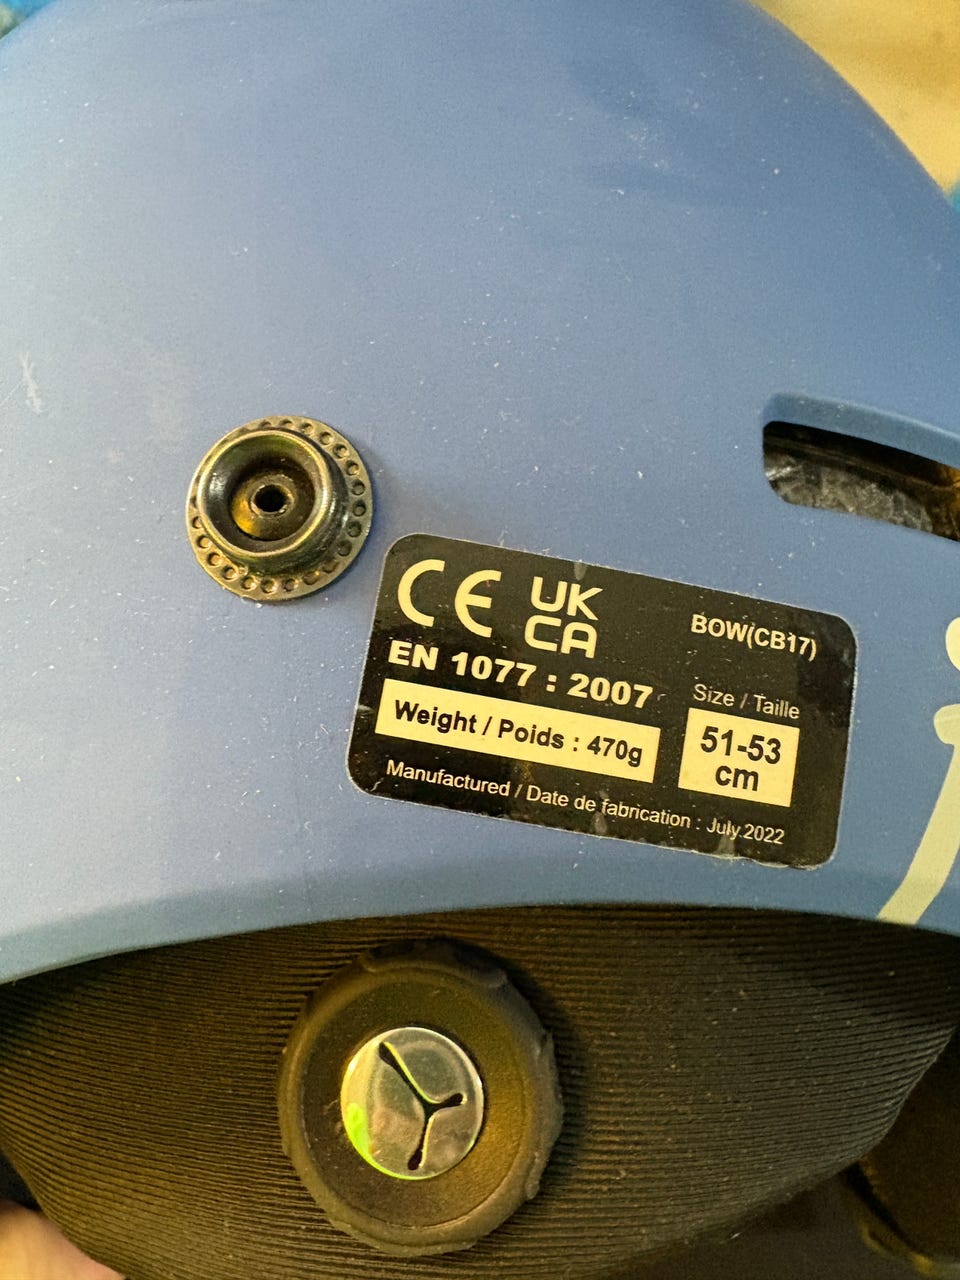 CE UK CA
BOW(CB17)
EN 1077 : 2007
Size / Taille
Weight / Poids : 470g
51-53
cm
Manufactured / Date de fabrication : July.2022